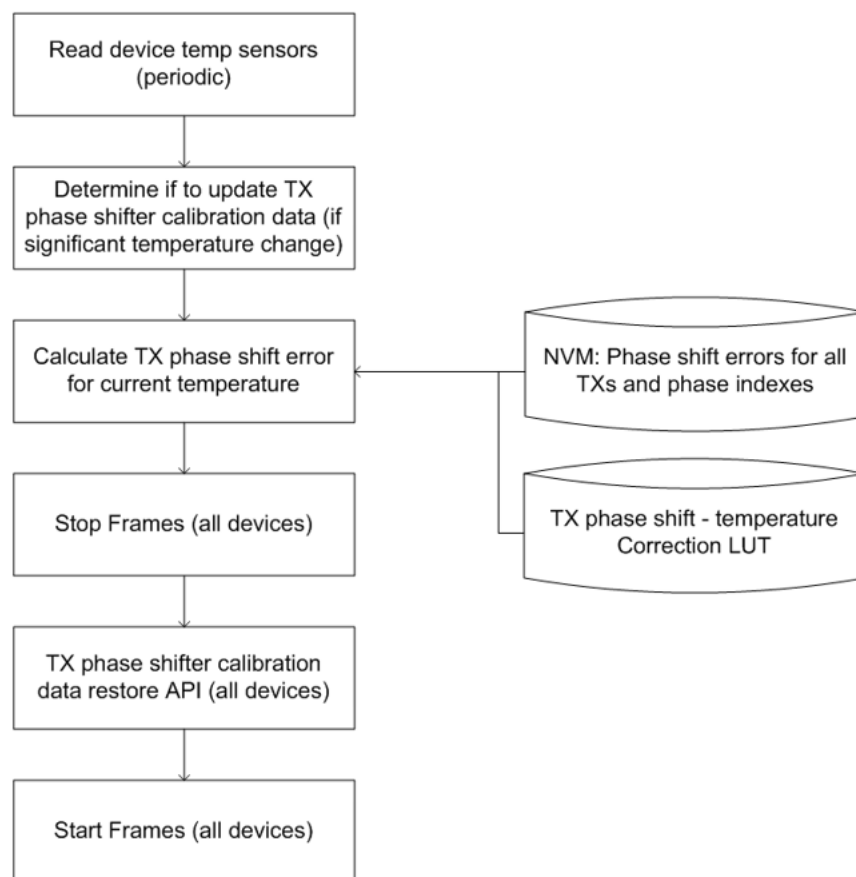 Read device temp sensors
(periodic)
Determine if to update TX
phase shifter calibration data (if
significant temperature change)
Calculate TX phase shift error
for current temperature
NVM: Phase shift errors for all
TXs and phase indexes
Stop Frames (all devices)
TX phase shift - temperature
Correction LUT
TX phase shifter calibration
data restore API (all devices)
Start Frames (all devices)